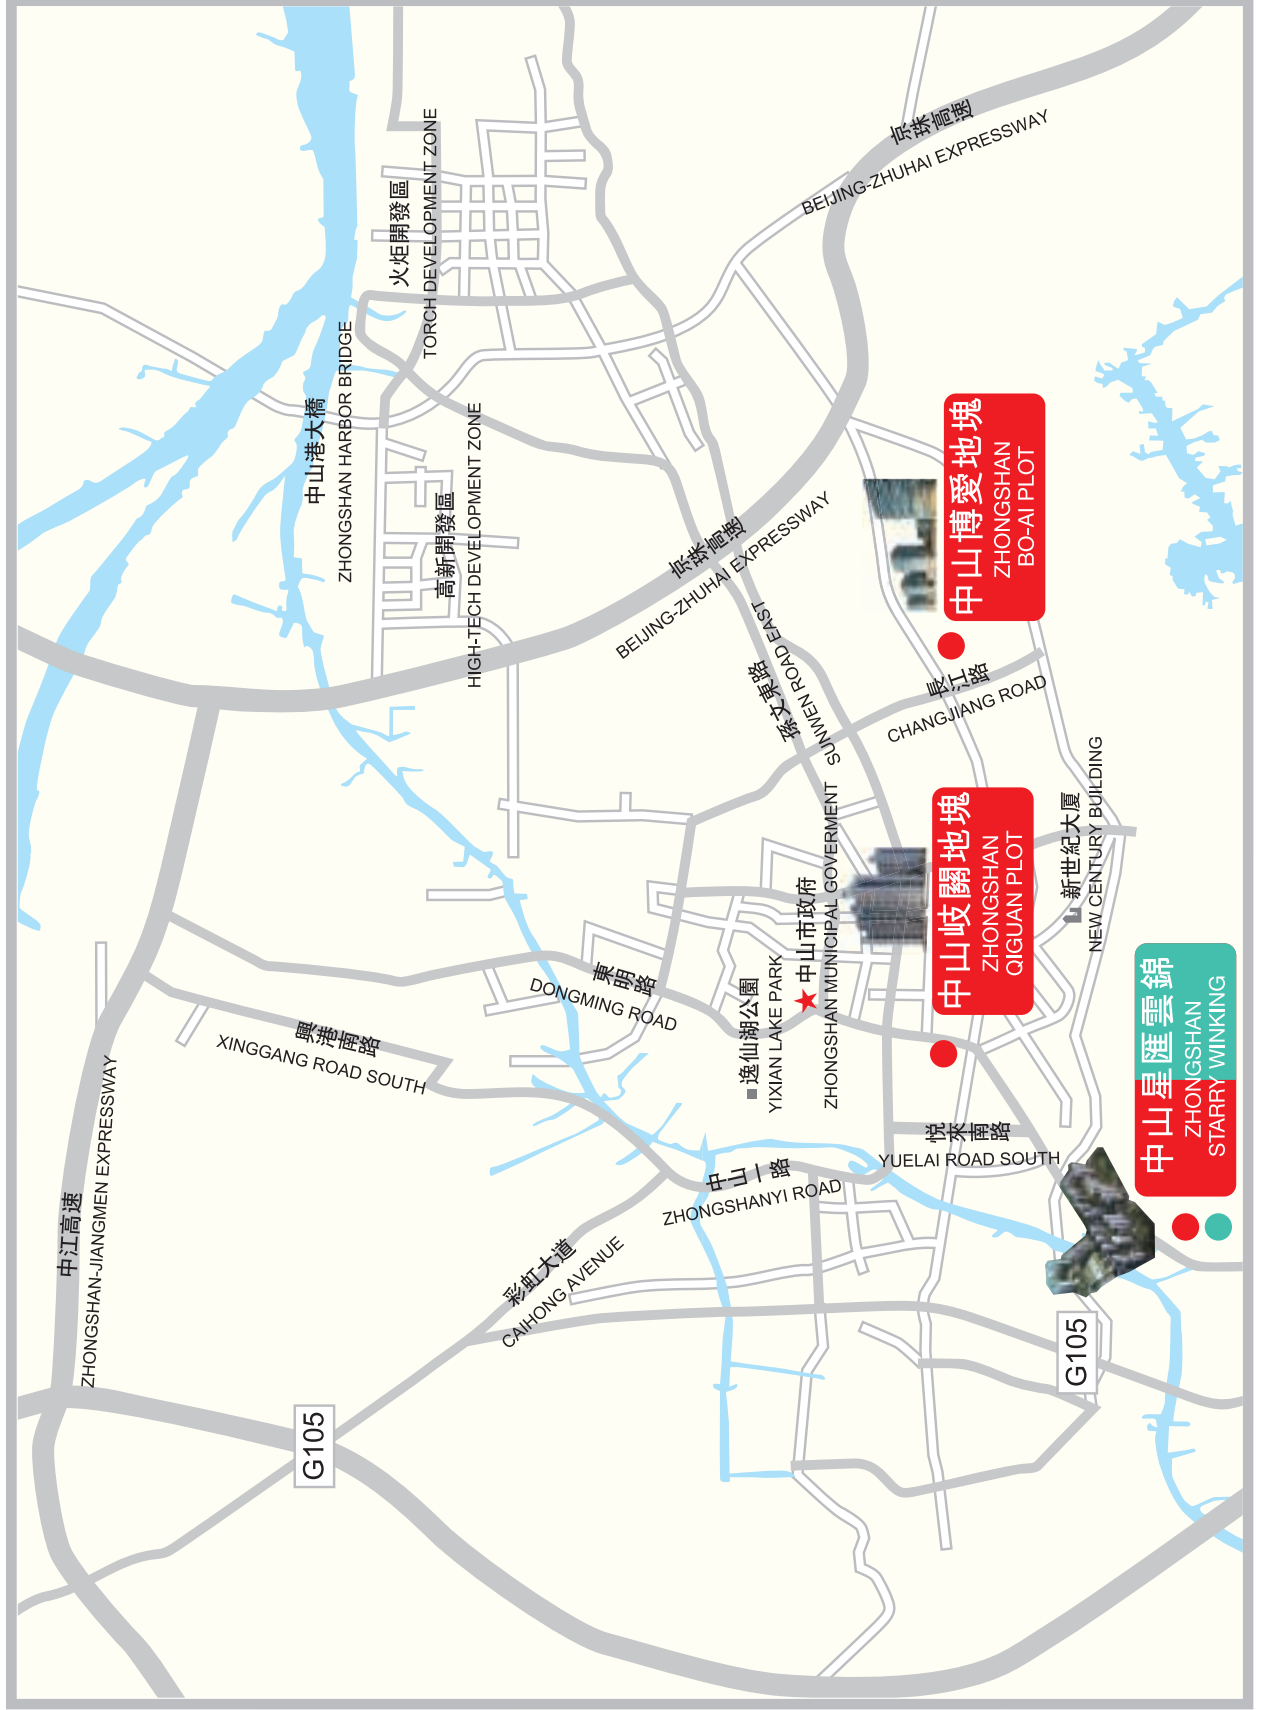 中江高速
ZHONGSHAN-JIANGMEN EXPRESSWAY
G105
興港南路
XINGGANG ROAD SOUTH
中山港大橋
ZHONGSHAN HARBOR BRIDGE
火炬開發區
TORCH DEVELOPMENT ZONE
高新開發區
HIGH-TECH DEVELOPMENT ZONE
彩虹大道
CAIHONG AVENUE
東明路
DONGMING ROAD
京珠高速
BEIJING-ZHUHAI EXPRESSWAY
中山一路
ZHONGSHANYI ROAD
逸仙湖公園
YIXIAN LAKE PARK
孫文東路
SUNWEN ROAD EAST
中山市政府
ZHONGSHAN MUNICIPAL GOVERMENT
京珠高速
BEIJING-ZHUHAI EXPRESSWAY
悦來南路
YUELAI ROAD SOUTH
長江路
CHANGJIANG ROAD
中山岐關地塊
ZHONGSHAN
QIGUAN PLOT
中山博愛地塊
ZHONGSHAN
BO-AI PLOT
G105
新世紀大厦
NEW CENTURY BUILDING
中山星匯雲錦
ZHONGSHAN
STARRY WINKING